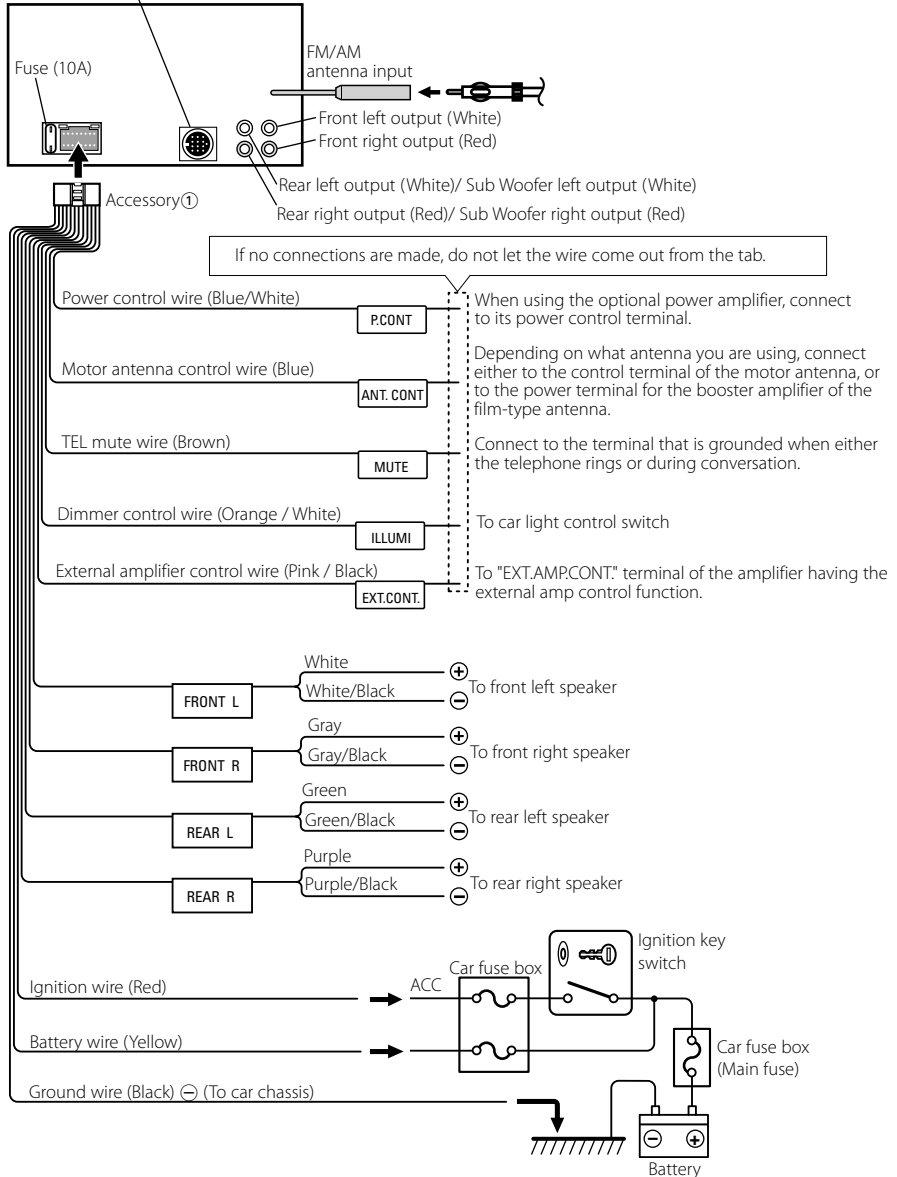 FM/AM
antenna input
Fuse (10A)
Front left output (White)
Front right output (Red)
Rear left output (White)/ Sub Woofer left output (White)
Accessory①
Rear right output (Red)/ Sub Woofer right output (Red)
If no connections are made, do not let the wire come out from the tab.
Power control wire (Blue/White)
P.CONT
When using the optional power amplifier, connect
to its power control terminal.
Motor antenna control wire (Blue)
ANT. CONT
Depending on what antenna you are using, connect
either to the control terminal of the motor antenna, or
to the power terminal for the booster amplifier of the
film-type antenna.
TEL mute wire (Brown)
MUTE
Connect to the terminal that is grounded when either
the telephone rings or during conversation.
Dimmer control wire (Orange / White)
ILLUMI
To car light control switch
External amplifier control wire (Pink / Black)
EXT.CONT.
To "EXT.AMP.CONT." terminal of the amplifier having the
external amp control function.
FRONT L
White
White/Black
⊕
⊖
To front left speaker
FRONT R
Gray
Gray/Black
⊕
⊖
To front right speaker
REAR L
Green
Green/Black
⊕
⊖
To rear left speaker
REAR R
Purple
Purple/Black
⊕
⊖
To rear right speaker
Ignition key
switch
Car fuse box
Ignition wire (Red)
ACC
Battery wire (Yellow)
Car fuse box
(Main fuse)
Ground wire (Black) ⊖ (To car chassis)
⊖ ⊕
Battery